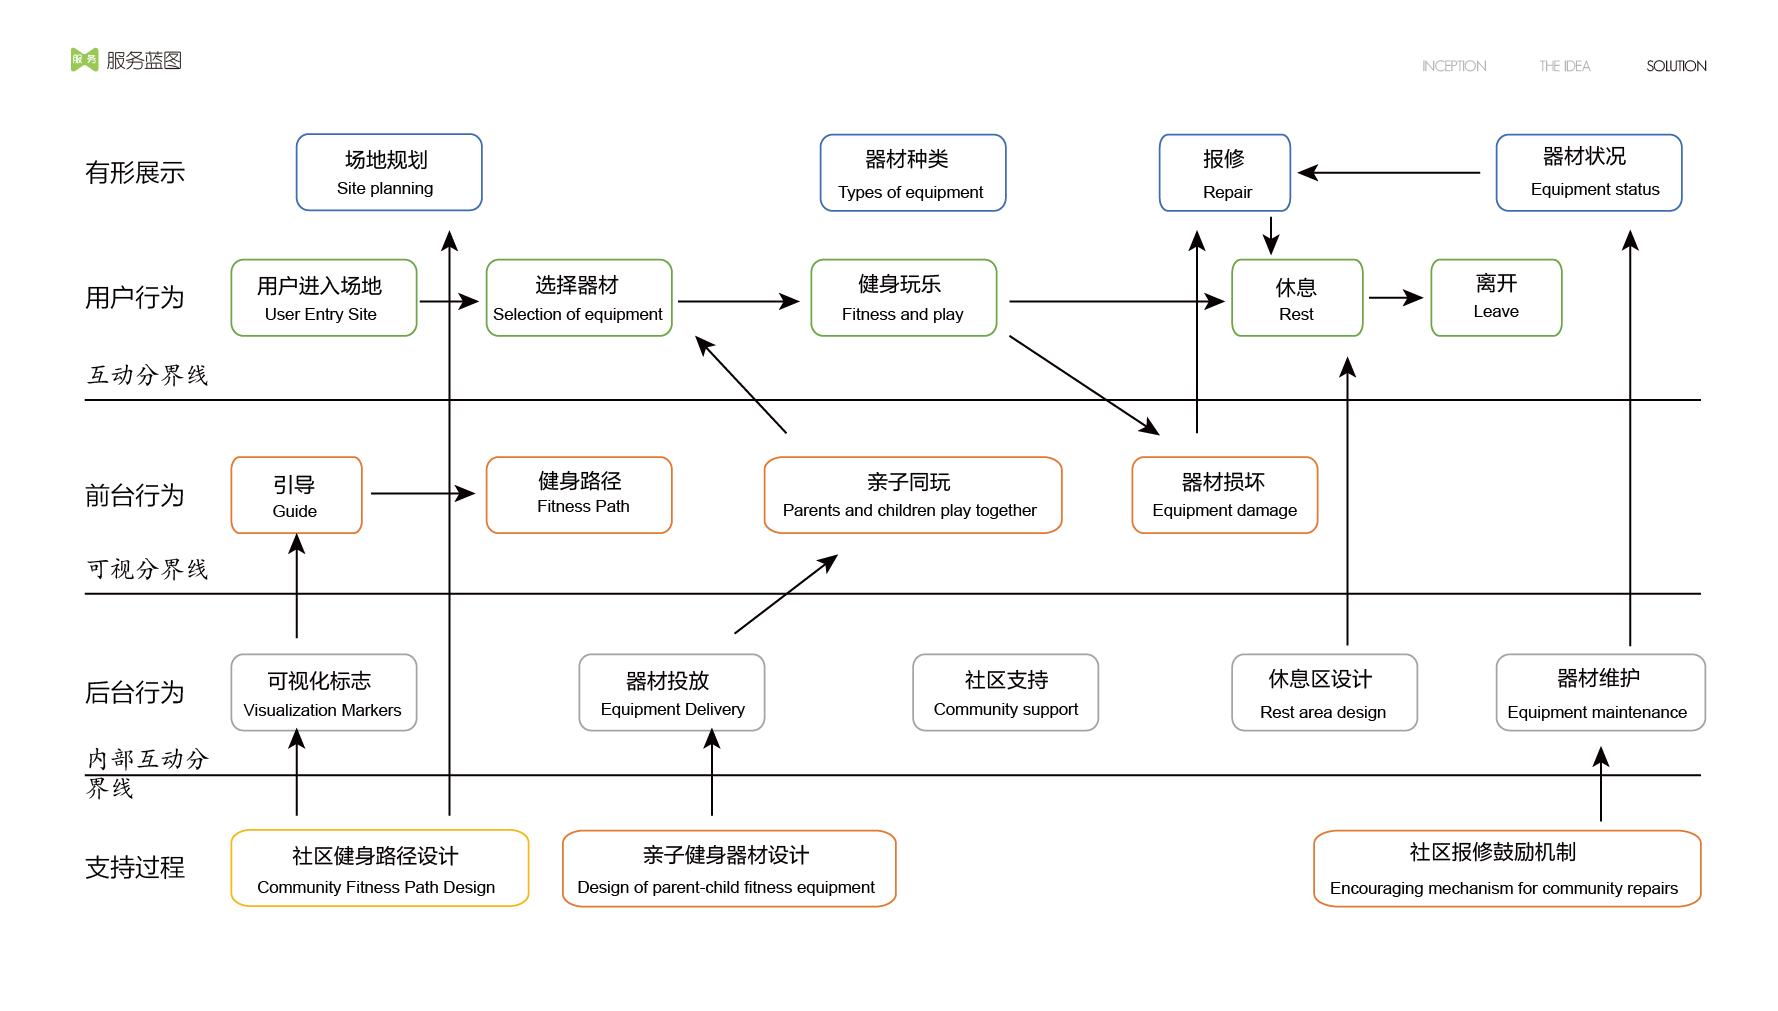 服务 服务蓝图
INCEPTION THE IDEA SOLUTION
有形展示
场地规划
Site planning
器材种类
Types of equipment
报修
Repair
器材状况
Equipment status
用户行为
用户进入场地
User Entry Site
选择器材
Selection of equipment
健身玩乐
Fitness and play
休息
Rest
离开
Leave
互动分界线
前台行为
引导
Guide
健身路径
Fitness Path
亲子同玩
Parents and children play together
器材损坏
Equipment damage
可视分界线
后台行为
可视化标志
Visualization Markers
器材投放
Equipment Delivery
社区支持
Community support
休息区设计
Rest area design
器材维护
Equipment maintenance
内部互动分
界线
支持过程
社区健身路径设计
Community Fitness Path Design
亲子健身器材设计
Design of parent-child fitness equipment
社区报修鼓励机制
Encouraging mechanism for community repairs